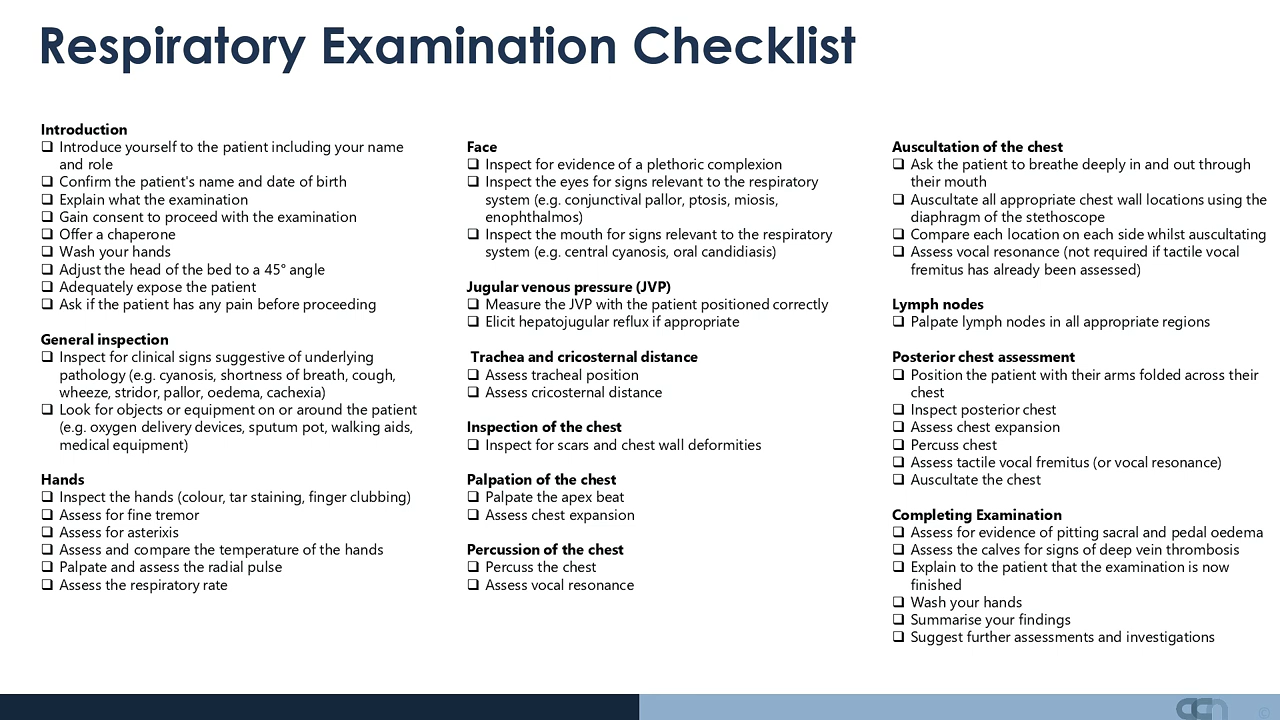 Respiratory Examination Checklist
Introduction
❑ Introduce yourself to the patient including your name
and role
❑ Confirm the patient's name and date of birth
❑ Explain what the examination
❑ Gain consent to proceed with the examination
❑ Offer a chaperone
❑ Wash your hands
❑ Adjust the head of the bed to a 45° angle
❑ Adequately expose the patient
❑ Ask if the patient has any pain before proceeding
General inspection
❑ Inspect for clinical signs suggestive of underlying
pathology (e.g. cyanosis, shortness of breath, cough,
wheeze, stridor, pallor, oedema, cachexia)
❑ Look for objects or equipment on or around the patient
(e.g. oxygen delivery devices, sputum pot, walking aids,
medical equipment)
Hands
❑ Inspect the hands (colour, tar staining, finger clubbing)
❑ Assess for fine tremor
❑ Assess for asterixis
❑ Assess and compare the temperature of the hands
❑ Palpate and assess the radial pulse
❑ Assess the respiratory rate
Face
❑ Inspect for evidence of a plethoric complexion
❑ Inspect the eyes for signs relevant to the respiratory
system (e.g. conjunctival pallor, ptosis, miosis,
enophthalmos)
❑ Inspect the mouth for signs relevant to the respiratory
system (e.g. central cyanosis, oral candidiasis)
Jugular venous pressure (JVP)
❑ Measure the JVP with the patient positioned correctly
❑ Elicit hepatojugular reflux if appropriate
Trachea and cricosternal distance
❑ Assess tracheal position
❑ Assess cricosternal distance
Inspection of the chest
❑ Inspect for scars and chest wall deformities
Palpation of the chest
❑ Palpate the apex beat
❑ Assess chest expansion
Percussion of the chest
❑ Percuss the chest
❑ Assess vocal resonance
Auscultation of the chest
❑ Ask the patient to breathe deeply in and out through
their mouth
❑ Auscultate all appropriate chest wall locations using the
diaphragm of the stethoscope
❑ Compare each location on each side whilst auscultating
❑ Assess vocal resonance (not required if tactile vocal
fremitus has already been assessed)
Lymph nodes
❑ Palpate lymph nodes in all appropriate regions
Posterior chest assessment
❑ Position the patient with their arms folded across their
chest
❑ Inspect posterior chest
❑ Assess chest expansion
❑ Percuss chest
❑ Assess tactile vocal fremitus (or vocal resonance)
❑ Auscultate the chest
Completing Examination
❑ Assess for evidence of pitting sacral and pedal oedema
❑ Assess the calves for signs of deep vein thrombosis
❑ Explain to the patient that the examination is now
finished
❑ Wash your hands
❑ Summarise your findings
❑ Suggest further assessments and investigations
©